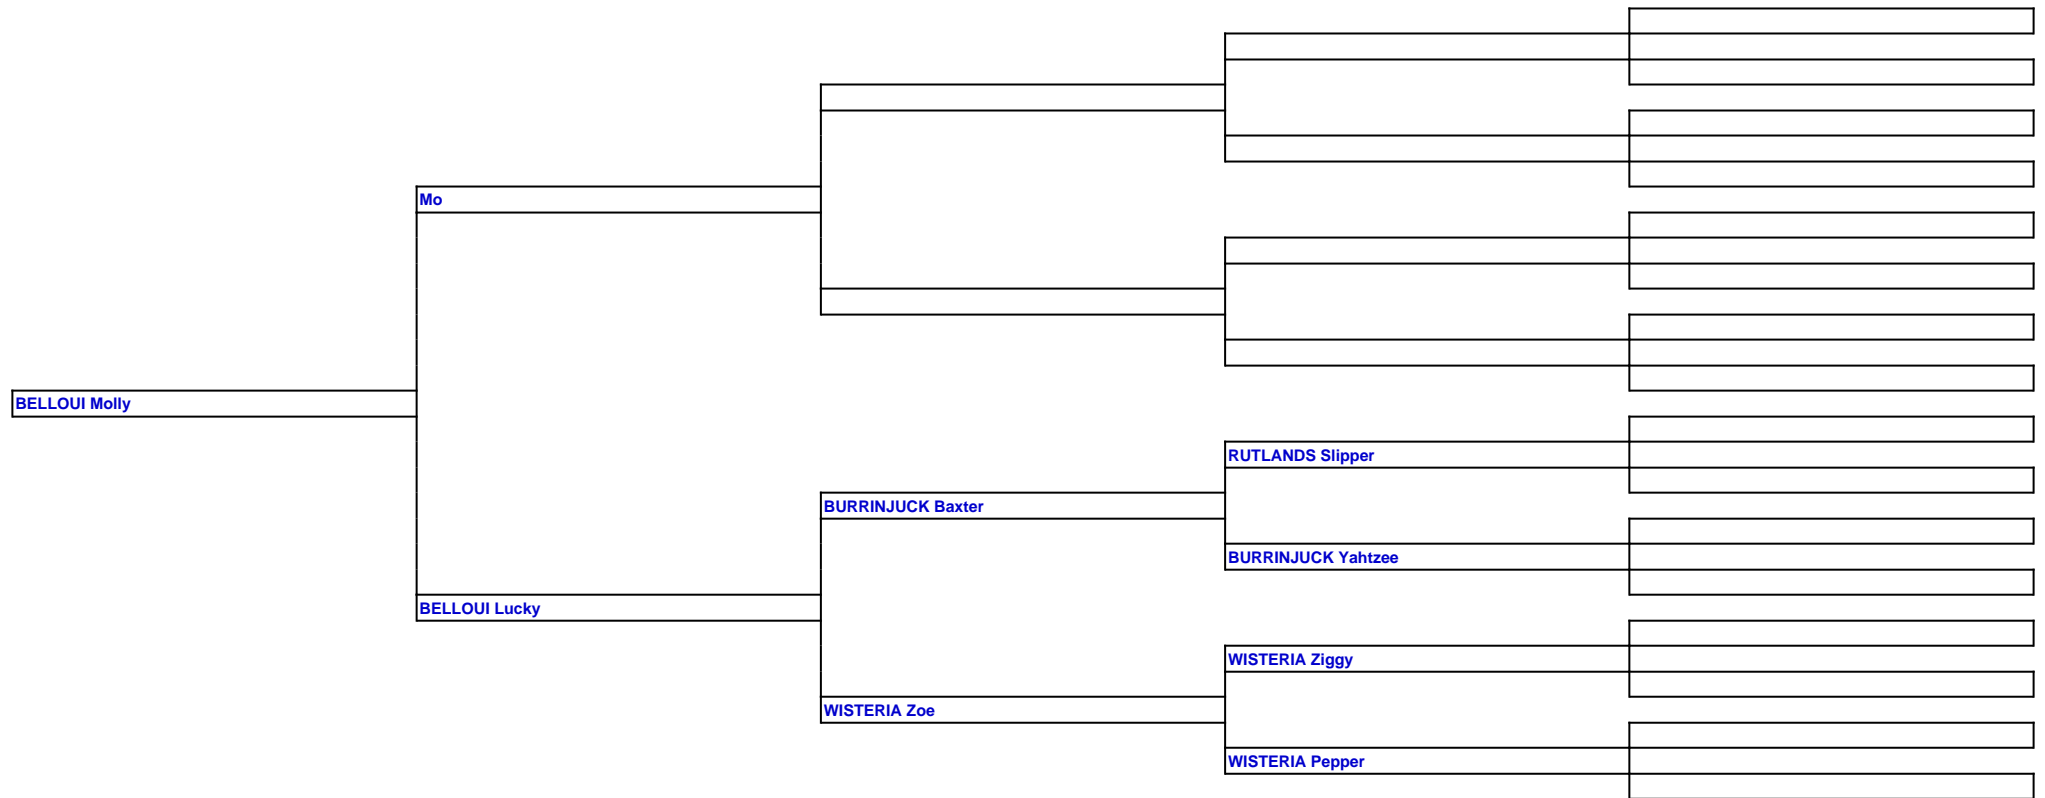 Mo
BELLOUI Molly
RUTLANDS Slipper
BURRINJUCK Baxter
BURRINJUCK Yahtzee
BELLOUI Lucky
WISTERIA Ziggy
WISTERIA Zoe
WISTERIA Pepper